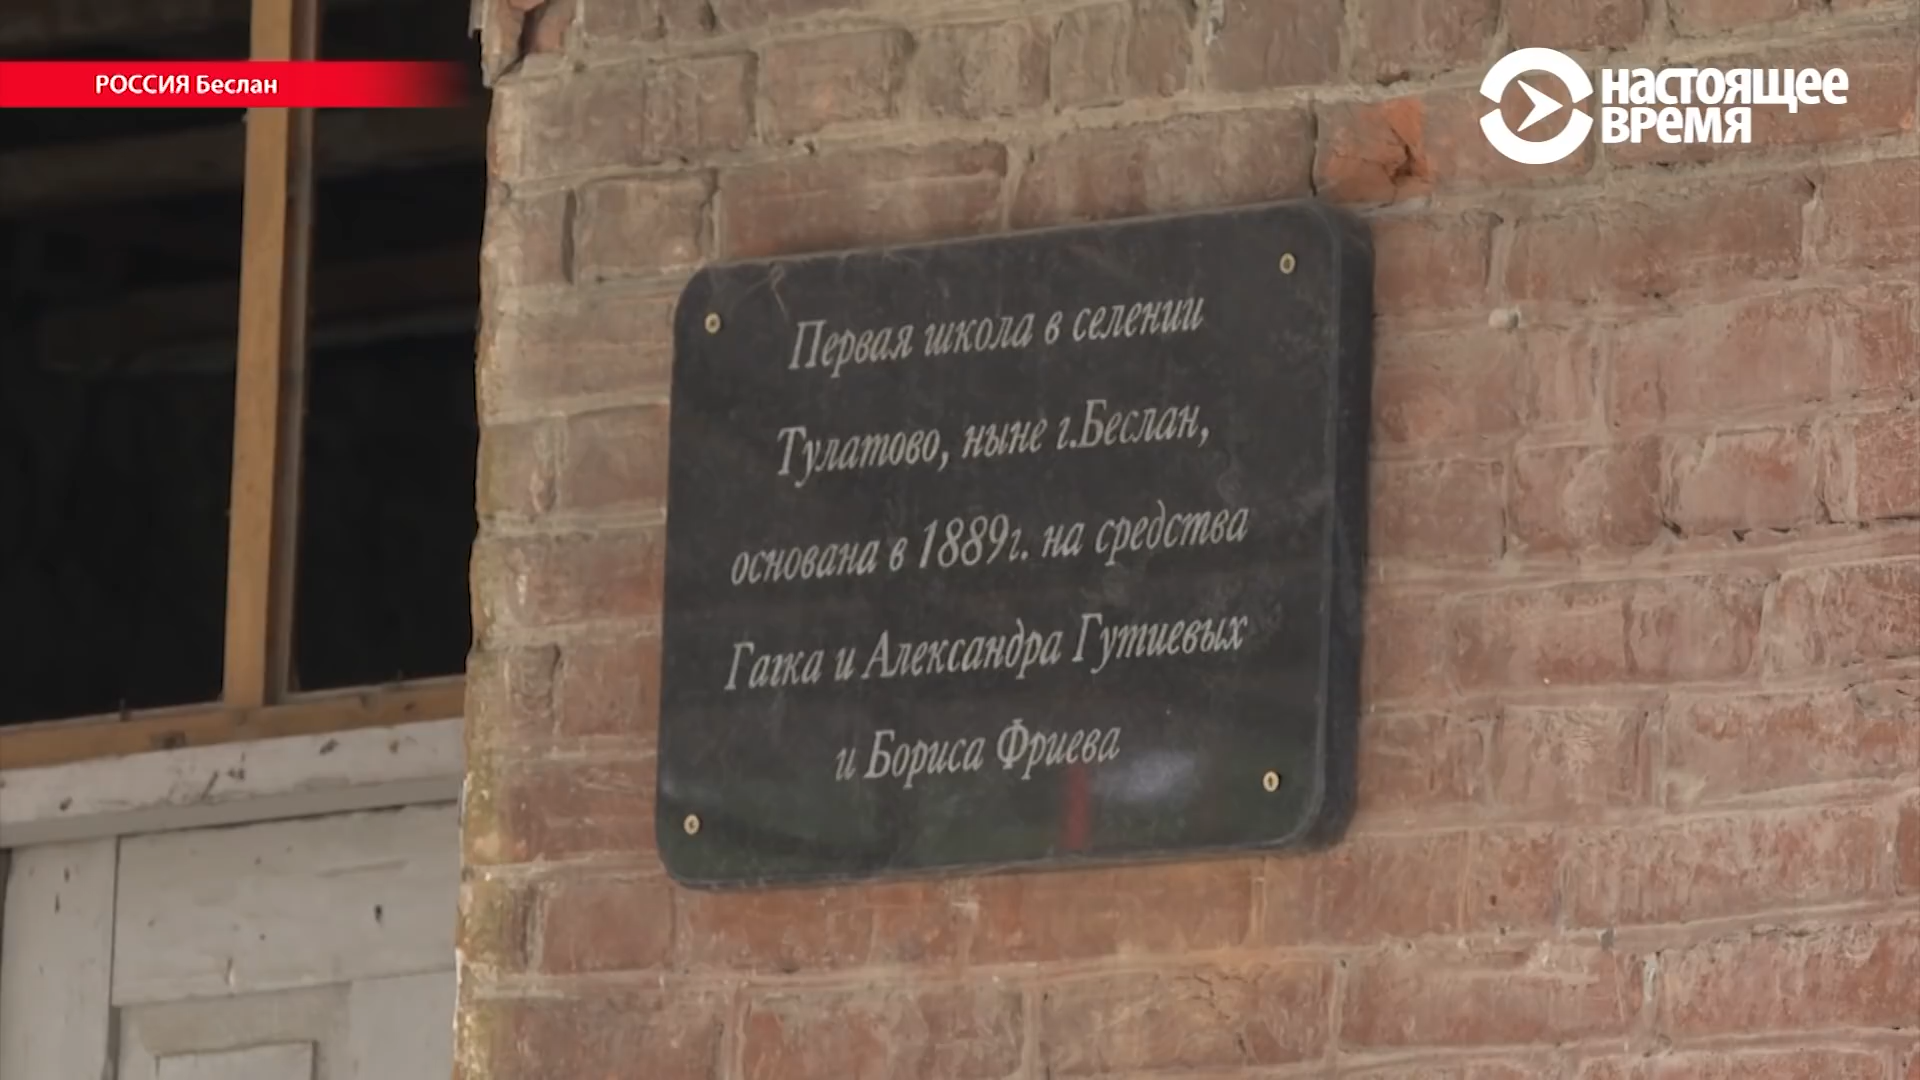 РОССИЯ Беслан
НАСТОЯЩЕЕ
ВРЕМЯ
Первая школа в селении
Тулатово, ныне г.Беслан,
основана в 1889г. на средства
Гагка и Александра Гутиевых
и Бориса Фриева